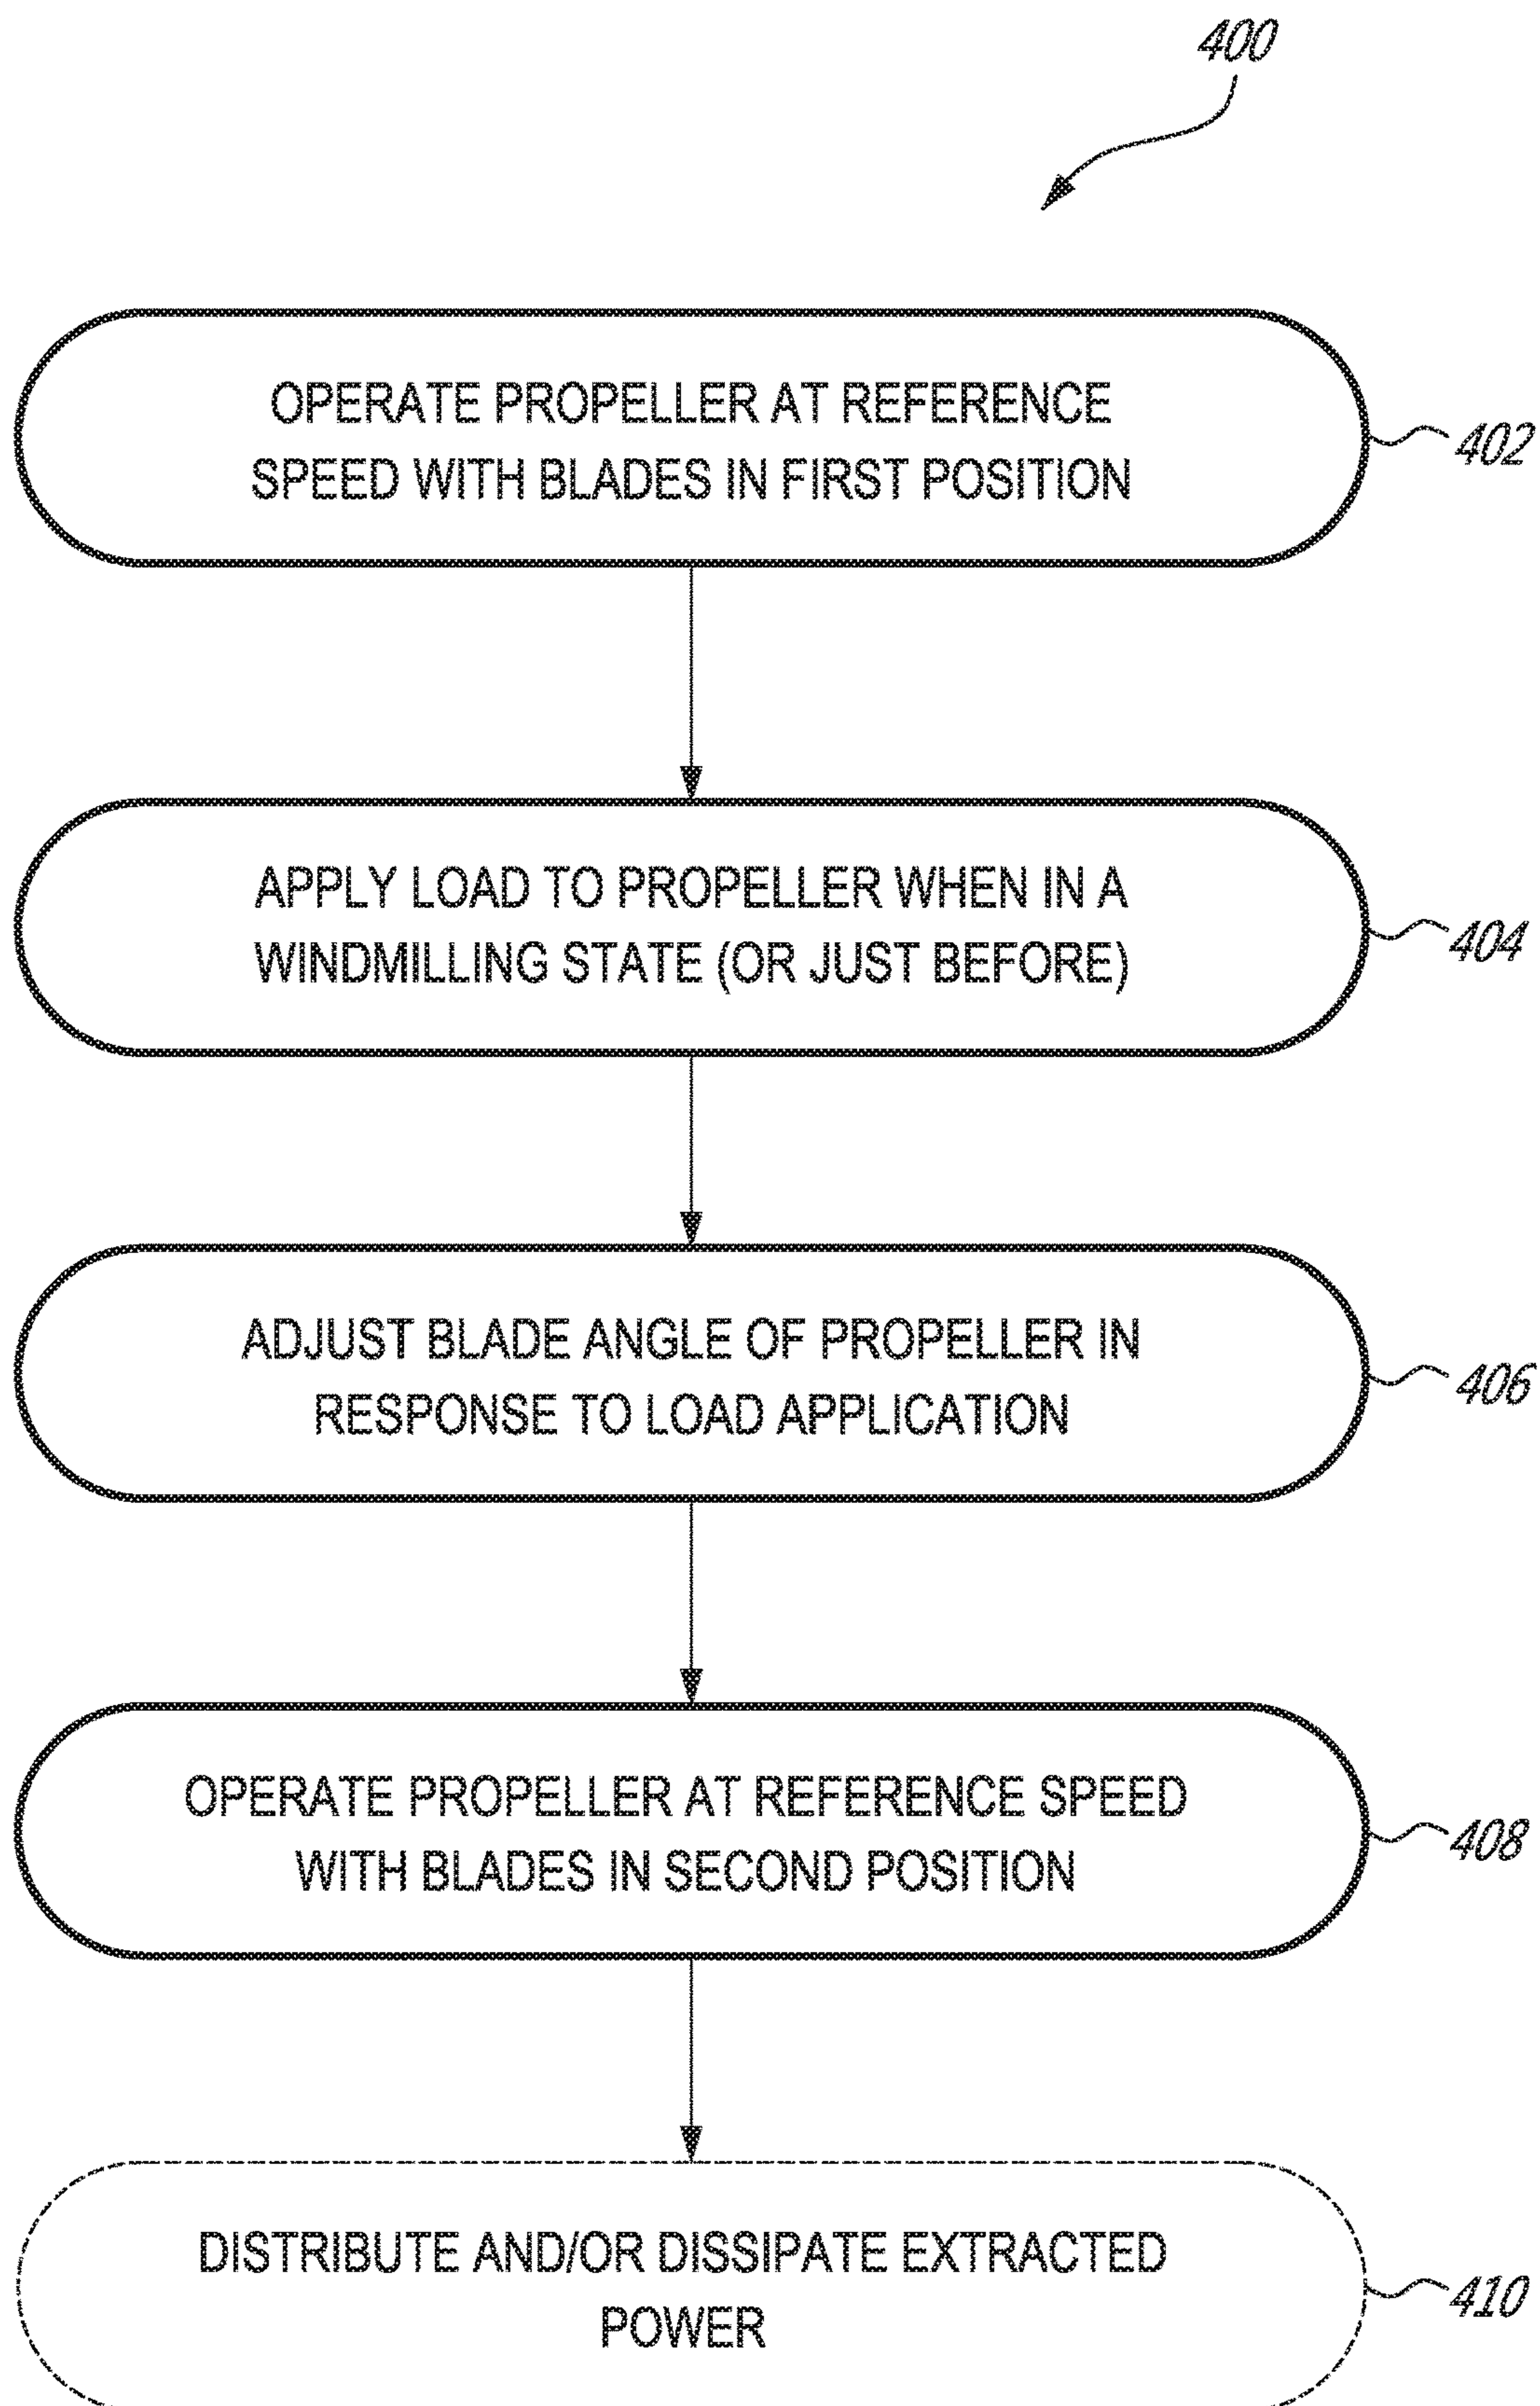 400
OPERATE PROPELLER AT REFERENCE
SPEED WITH BLADES IN FIRST POSITION
402
APPLY LOAD TO PROPELLER WHEN IN A
WINDMILLING STATE (OR JUST BEFORE)
404
ADJUST BLADE ANGLE OF PROPELLER IN
RESPONSE TO LOAD APPLICATION
406
OPERATE PROPELLER AT REFERENCE SPEED
WITH BLADES IN SECOND POSITION
408
DISTRIBUTE AND/OR DISSIPATE EXTRACTED
POWER
410